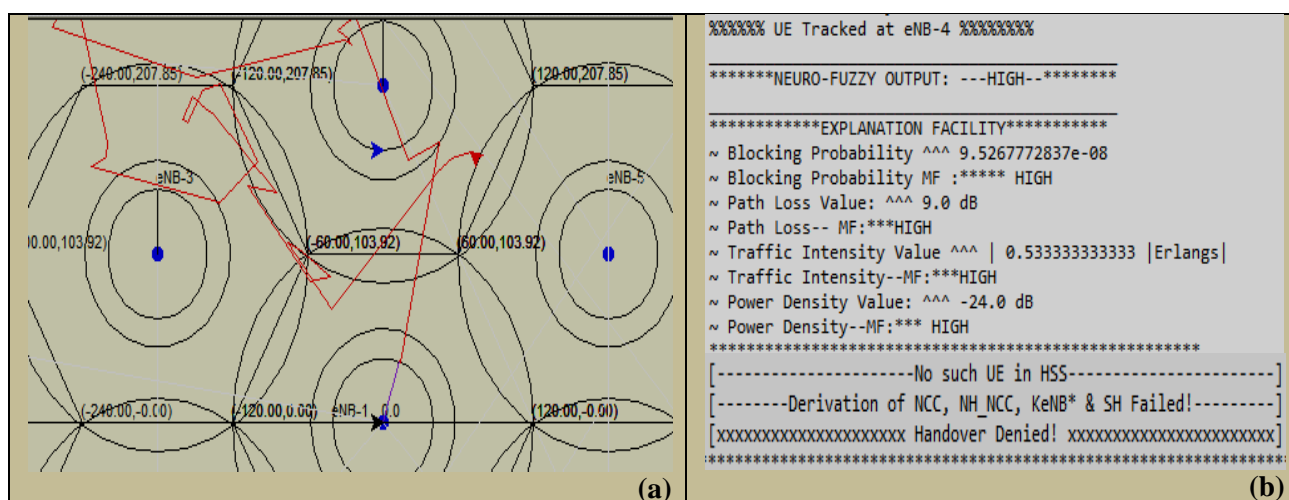 (-240.00,207.85) (-120.00,207.85) (120.00,207.85)
eNB-3 eNB-5
00.00,103.92) (-60.00,103.92) (60.00,103.92)
(-240.00,-0.00) (-120.00,0.00) eNB-1 0.0 (120.00,-0.00)
(a)
%%%%%% UE Tracked at eNB-4 %%%%%%%%
*******NEURO-FUZZY OUTPUT: ---HIGH--********
************EXPLANATION FACILITY***********
~ Blocking Probability ^^^ 9.5267772837e-08
~ Blocking Probability MF :***** HIGH
~ Path Loss Value: ^^^ 9.0 dB
~ Path Loss-- MF:***HIGH
~ Traffic Intensity Value ^^^ | 0.533333333333 |Erlangs|
~ Traffic Intensity--MF:***HIGH
~ Power Density Value: ^^^ -24.0 dB
~ Power Density--MF:*** HIGH
*****************************************************
[----------------------No such UE in HSS-----------------------]
[--------Derivation of NCC, NH_NCC, KeNB* & SH Failed!---------]
[xxxxxxxxxxxxxxxxxxxxx Handover Denied! xxxxxxxxxxxxxxxxxxxxxxx]
****************************************************************
(b)